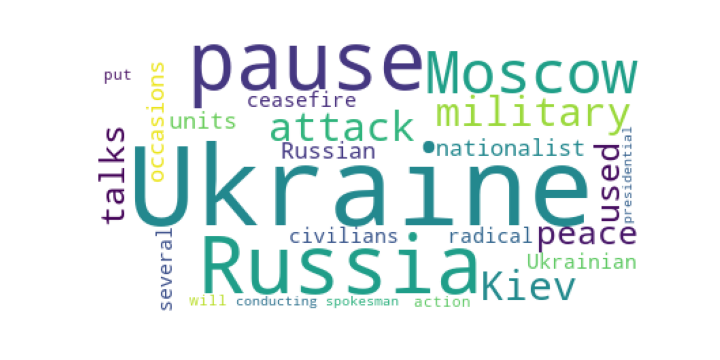 pause
Moscow
put
occasions
ceasefire
military
units
attack
talks
Ukraine
Russian
nationalist
used
presidential
several
Russia
civilians
radical
peace
Ukrainian
Kiev
will
conducting
spokesman
action